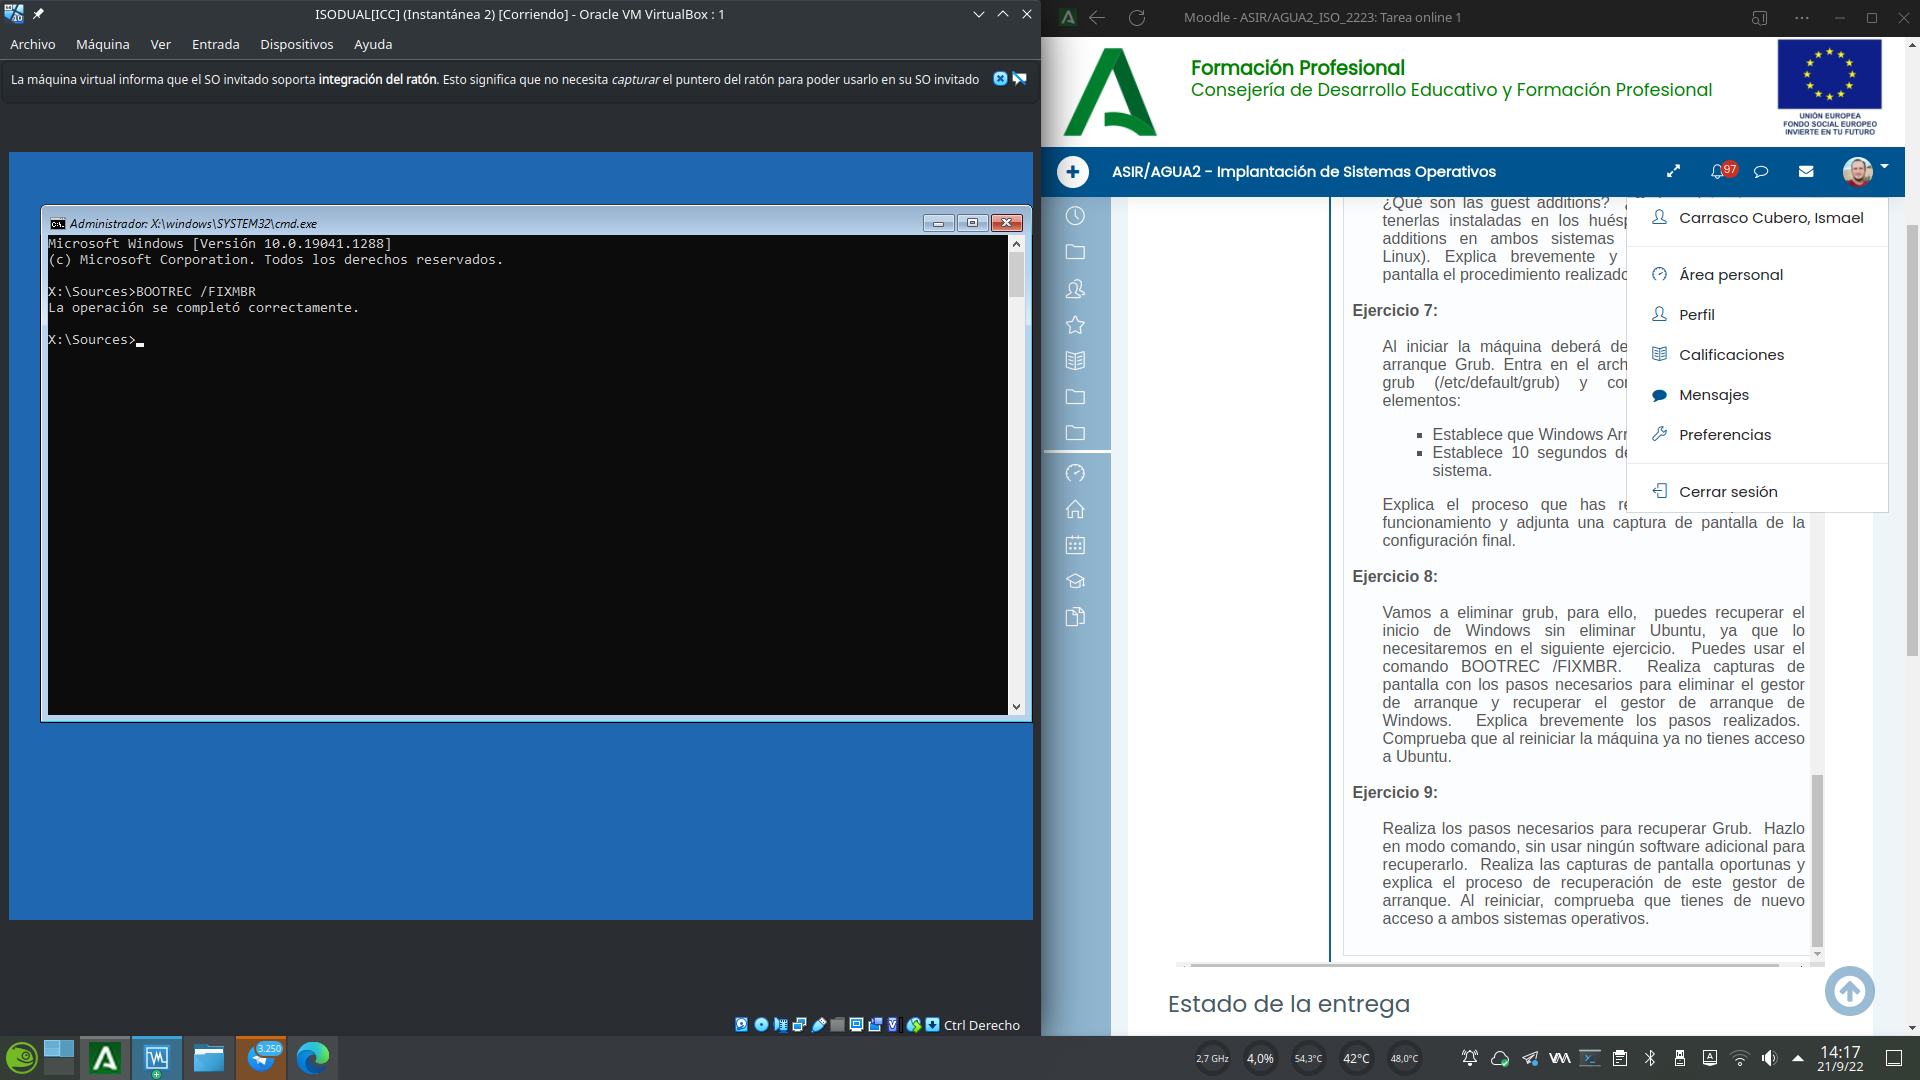 ISODUAL[ICC] (Instantánea 2) [Corriendo] - Oracle VM VirtualBox : 1
Archivo Máquina Ver Entrada Dispositivos Ayuda
La máquina virtual informa que el SO invitado soporta integración del ratón. Esto significa que no necesita capturar el puntero del ratón para poder usarlo en su SO invitado
Administrador: X:\windows\SYSTEM32\cmd.exe
Microsoft Windows [Versión 10.0.19041.1288]
(c) Microsoft Corporation. Todos los derechos reservados.
X:\Sources>BOOTREC /FIXMBR
La operación se completó correctamente.
X:\Sources>
Ctrl Derecho
Moodle - ASIR/AGUA2_ISO_2223: Tarea online 1
Formación Profesional
Consejería de Desarrollo Educativo y Formación Profesional
UNIÓN EUROPEA
FONDO SOCIAL EUROPEO
INVIERTE EN TU FUTURO
ASIR/AGUA2 - Implantación de Sistemas Operativos
97
Carrasco Cubero, Ismael
Área personal
Perfil
Calificaciones
Mensajes
Preferencias
Cerrar sesión
¿Qué son las guest additions?
tenerlas instaladas en los huésp
additions en ambos sistemas
Linux). Explica brevemente y
pantalla el procedimiento realizado
Ejercicio 7:
Al iniciar la máquina deberá de
arranque Grub. Entra en el arch
grub (/etc/default/grub) y con
elementos:
Establece que Windows Arr
Establece 10 segundos de
sistema.
Explica el proceso que has re
funcionamiento y adjunta una captura de pantalla de la
configuración final.
Ejercicio 8:
Vamos a eliminar grub, para ello, puedes recuperar el
inicio de Windows sin eliminar Ubuntu, ya que lo
necesitaremos en el siguiente ejercicio. Puedes usar el
comando BOOTREC /FIXMBR. Realiza capturas de
pantalla con los pasos necesarios para eliminar el gestor
de arranque y recuperar el gestor de arranque de
Windows. Explica brevemente los pasos realizados.
Comprueba que al reiniciar la máquina ya no tienes acceso
a Ubuntu.
Ejercicio 9:
Realiza los pasos necesarios para recuperar Grub. Hazlo
en modo comando, sin usar ningún software adicional para
recuperarlo. Realiza las capturas de pantalla oportunas y
explica el proceso de recuperación de este gestor de
arranque. Al reiniciar, comprueba que tienes de nuevo
acceso a ambos sistemas operativos.
Estado de la entrega
3.250
2,7 GHz
4,0%
54,3°C
42°C
48,0°C
14:17
21/9/22